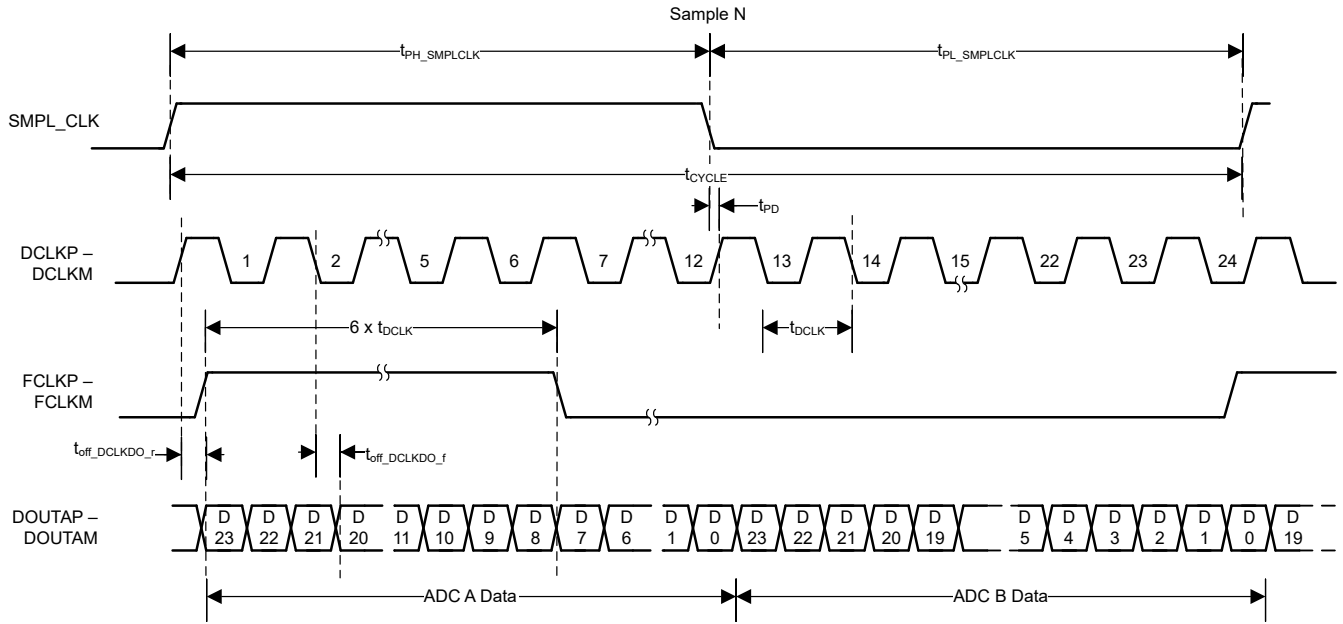 Sample N
tPH_SMPLCLK
tPL_SMPLCLK
SMPL_CLK
tCYCLE
tPD
DCLKP –
DCLKM
1 2 5 6 7 12 13 14 15 22 23 24
6 x tDCLK
tDCLK
FCLKP –
FCLKM
toff_DCLKDO_r
toff_DCLKDO_f
DOUTAP –
DOUTAM
D D D D D D D D D D D D D D D D D D D D D D D D
23 22 21 20 11 10 9 8 7 6 1 0 23 22 21 20 19 5 4 3 2 1 0 19
ADC A Data
ADC B Data